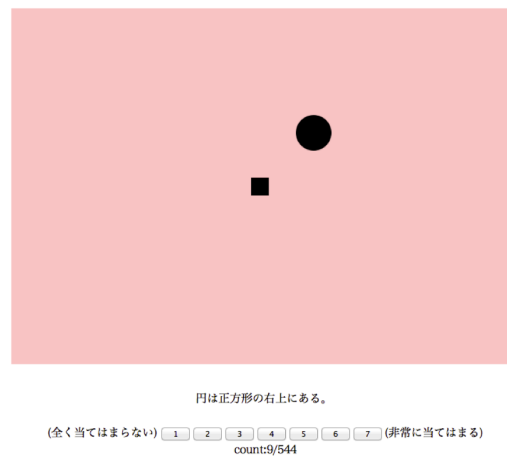 円は正方形の右上にある。
(全く当てはまらない) 1 2 3 4 5 6 7 (非常に当てはまる)
count:9/544